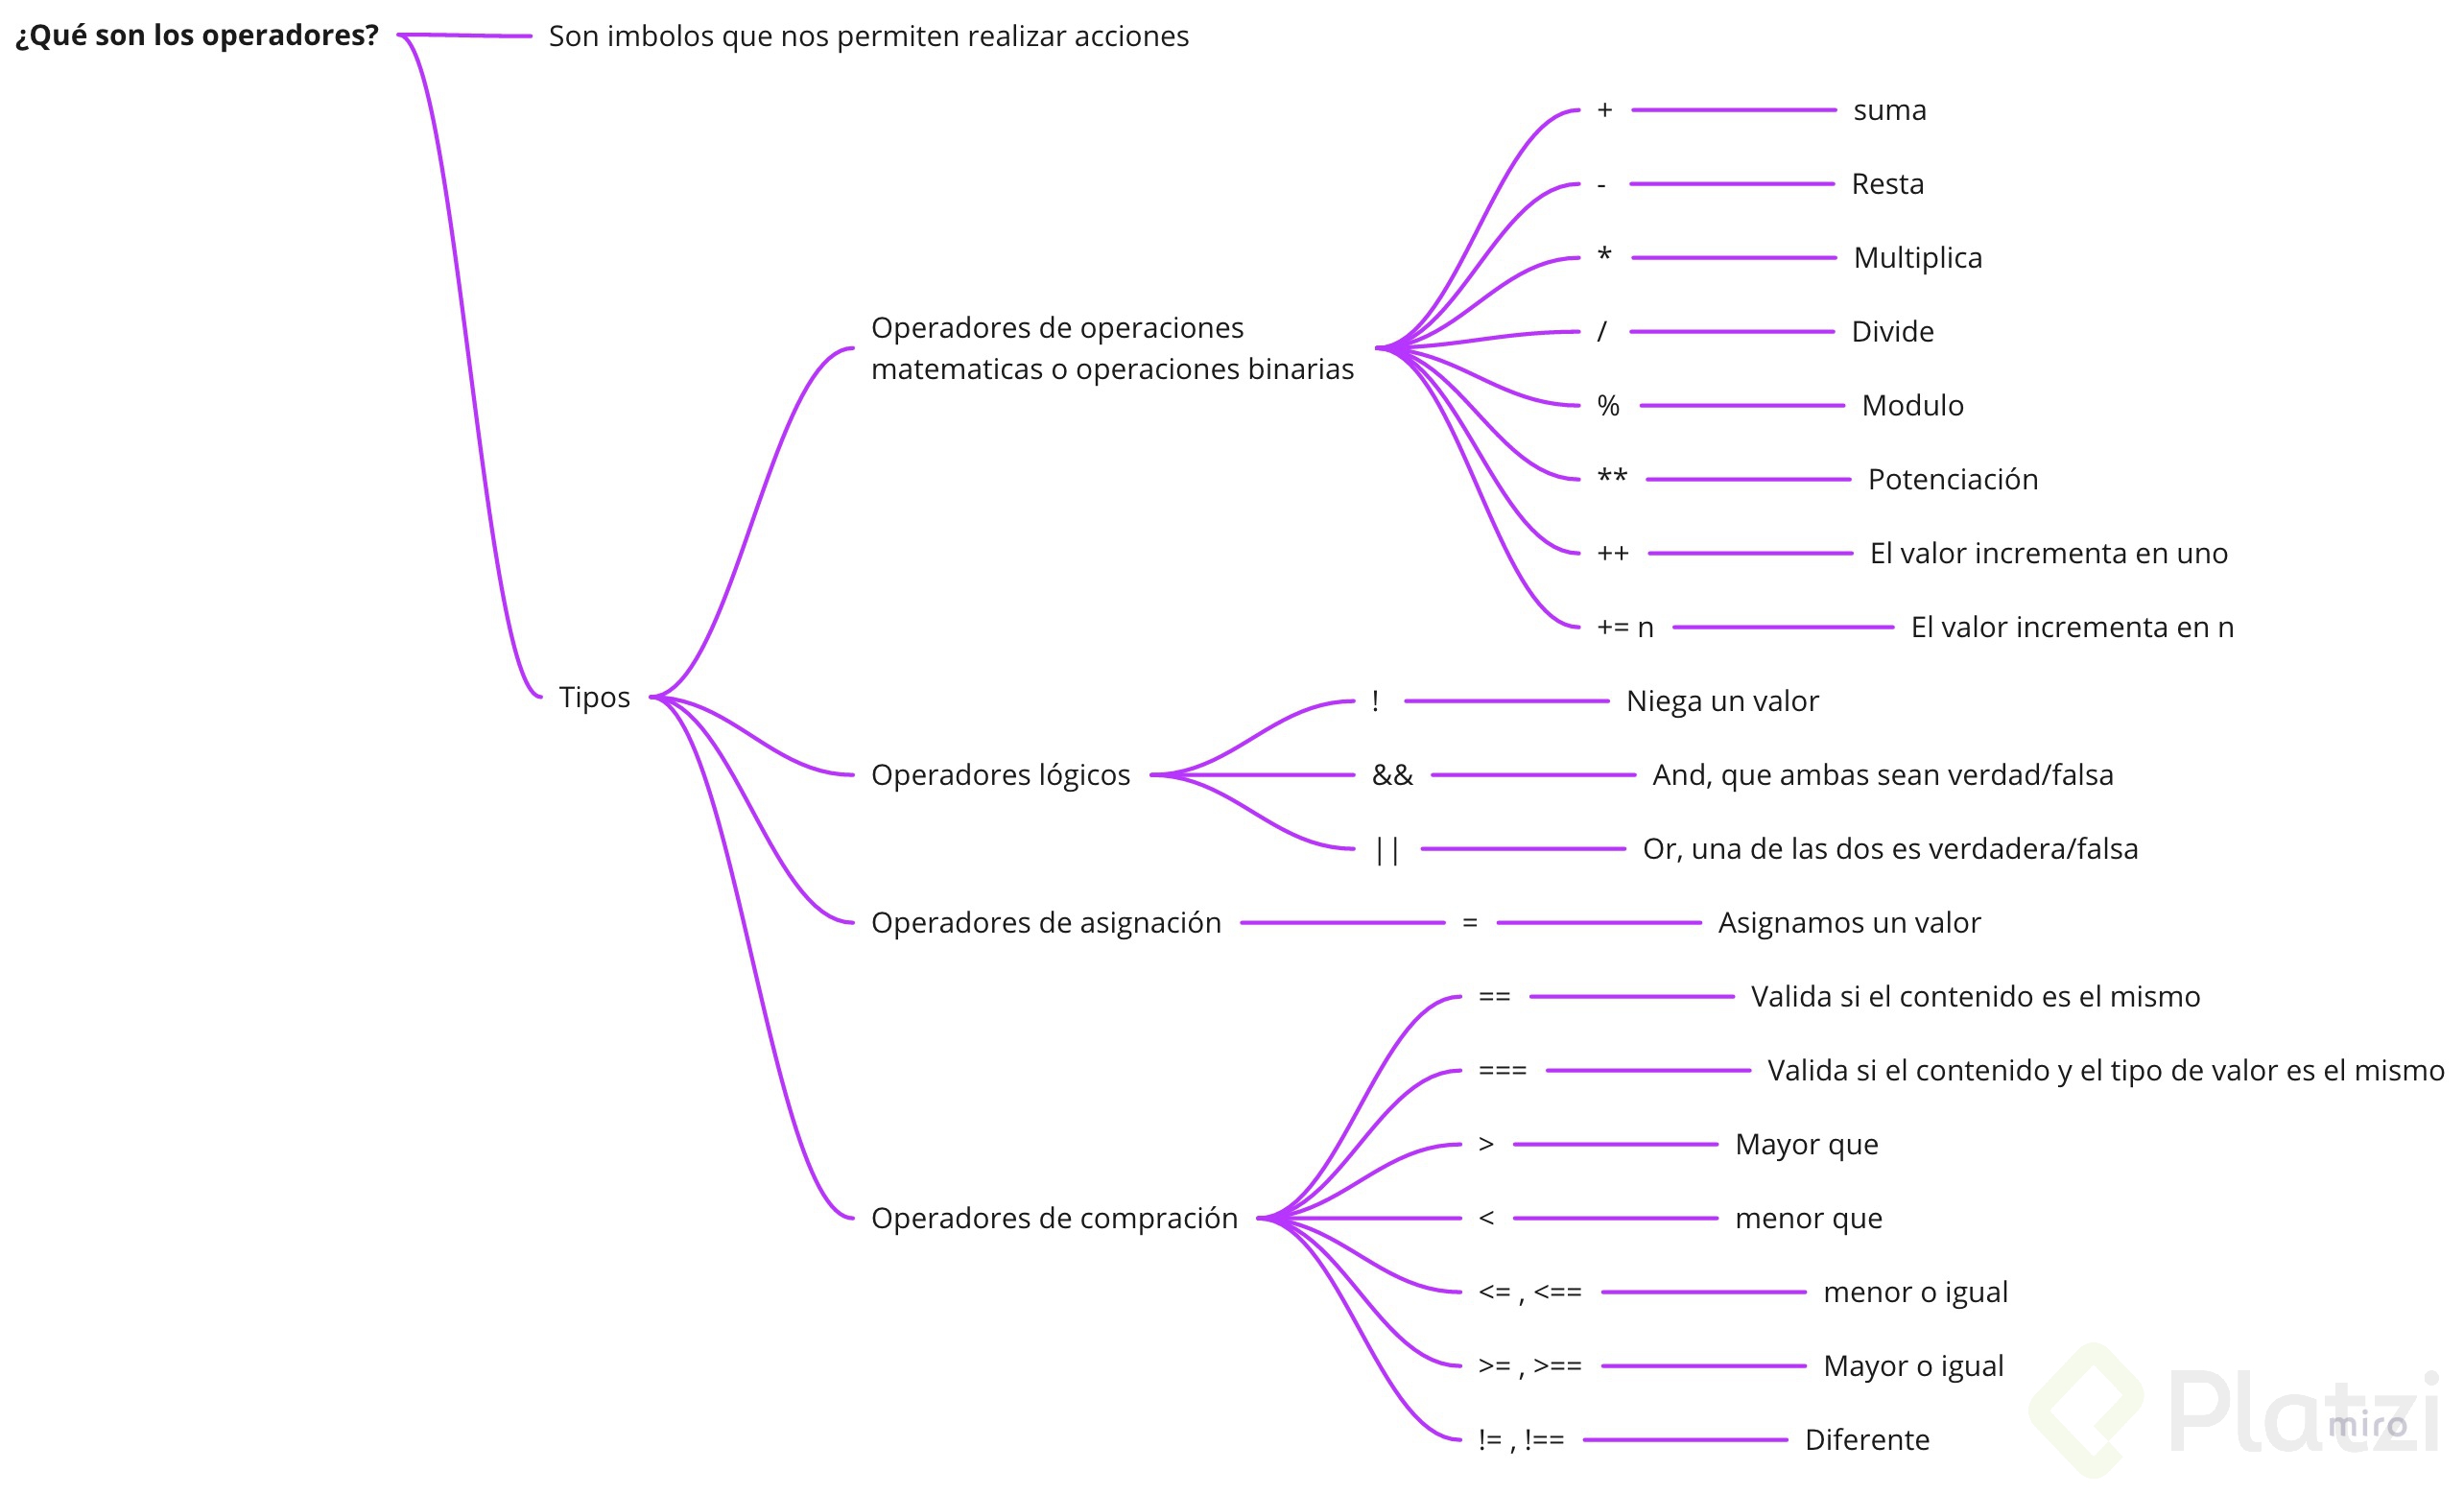 ¿Qué son los operadores?
Son imbolos que nos permiten realizar acciones
Tipos
Operadores de operaciones
matematicas o operaciones binarias
+ suma
- Resta
* Multiplica
/ Divide
% Modulo
** Potenciación
++ El valor incrementa en uno
+= n El valor incrementa en n
Operadores lógicos
! Niega un valor
&& And, que ambas sean verdad/falsa
|| Or, una de las dos es verdadera/falsa
Operadores de asignación = Asignamos un valor
Operadores de compración
== Valida si el contenido es el mismo
=== Valida si el contenido y el tipo de valor es el mismo
> Mayor que
< menor que
<= , <== menor o igual
>= , >== Mayor o igual
!= , !== Diferente
Platzi
miro